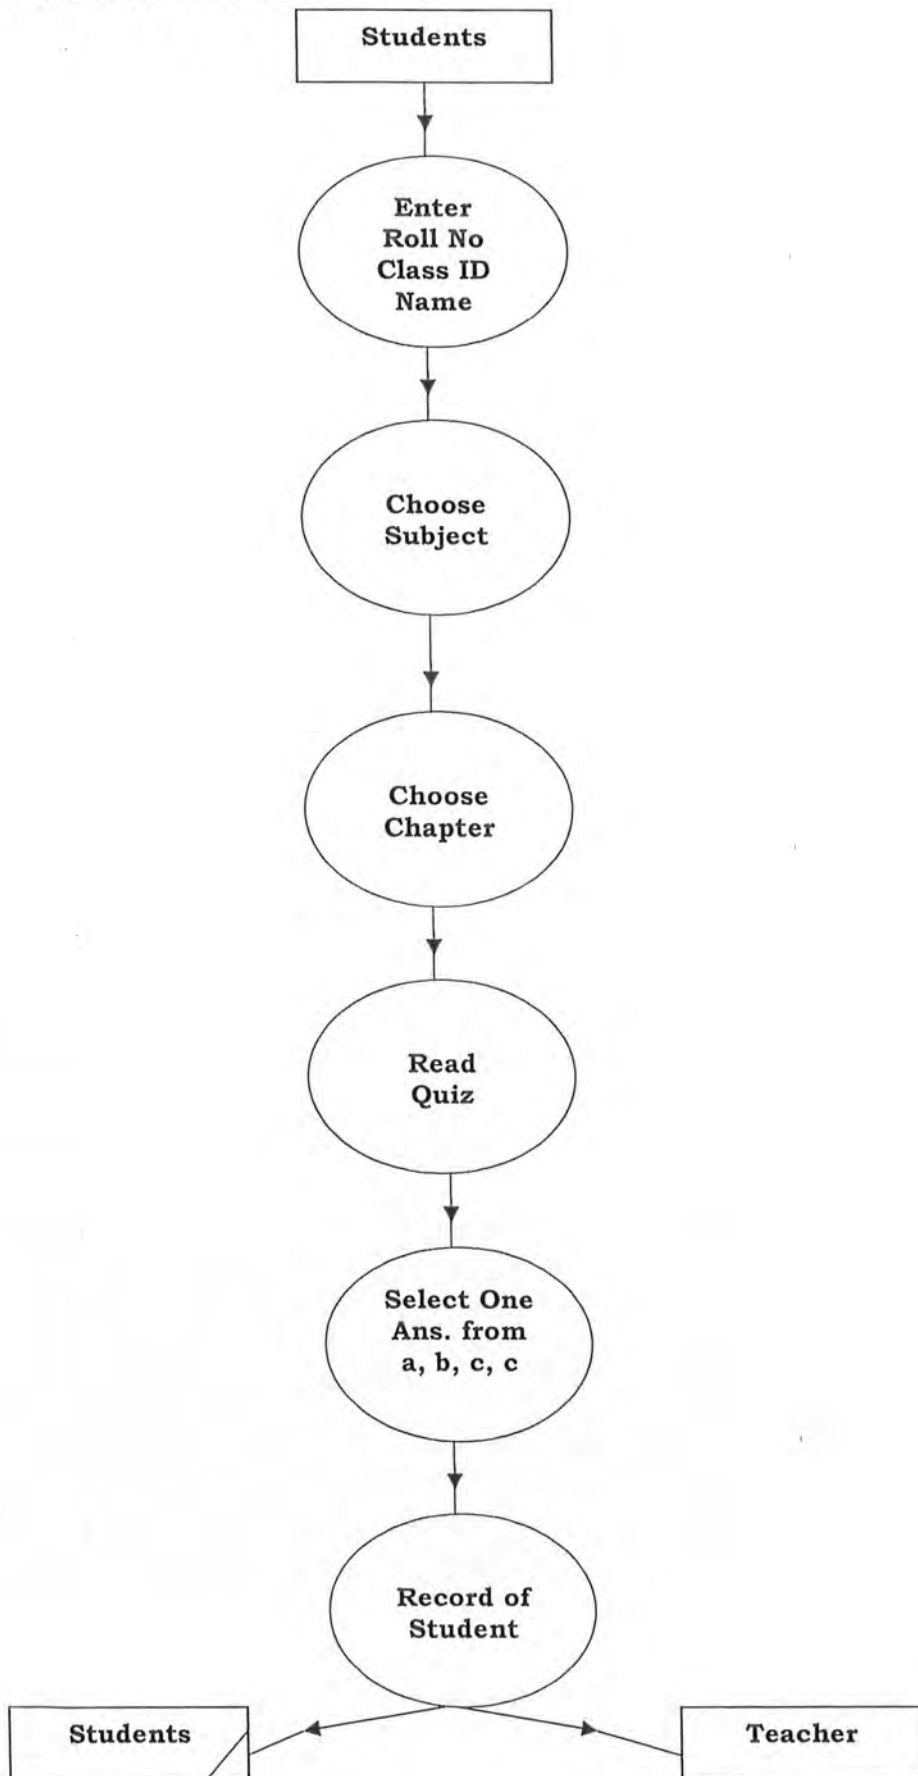 Students
Enter
Roll No
Class ID
Name
Choose
Subject
Choose
Chapter
Read
Quiz
Select One
Ans. from
a, b, c, c
Record of
Student
Students
Teacher